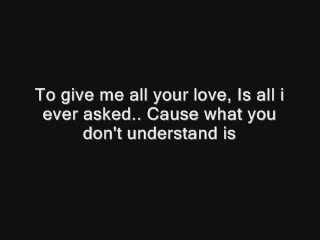 To give me all your love, Is all i
ever asked.. Cause what you
don't understand is